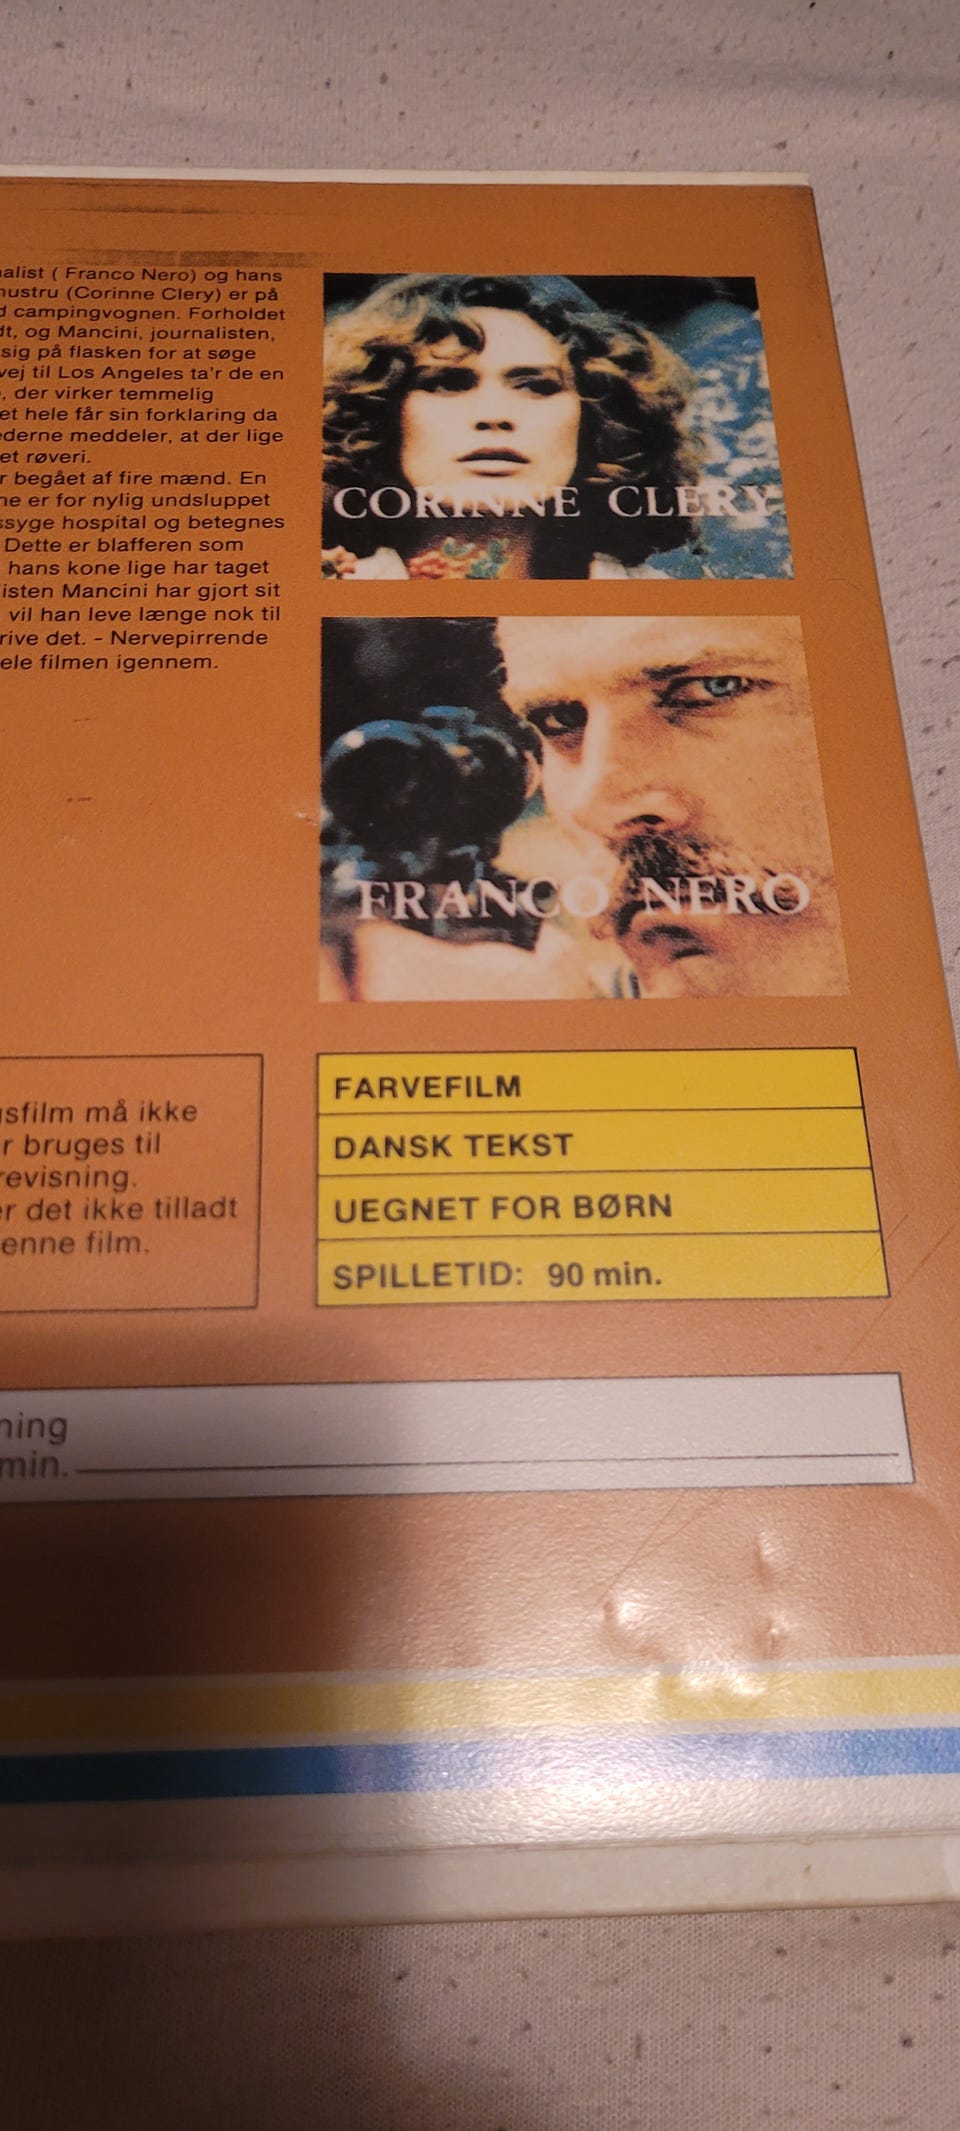 alist ( Franco Nero) og hans
hustru (Corinne Clery) er på
d campingvognen. Forholdet
dt, og Mancini, journalisten,
sig på flasken for at søge
vej til Los Angeles ta'r de en
, der virker temmelig
et hele får sin forklaring da
ederne meddeler, at der lige
et røveri.
r begået af fire mænd. En
ne er for nylig undsluppet
ssyge hospital og betegnes
Dette er blafferen som
hans kone lige har taget
listen Mancini har gjort sit
vil han leve længe nok til
rive det. - Nervepirrende
ele filmen igennem.
CORINNE CLERY
FRANCO NERO
gsfilm må ikke
r bruges til
revisning.
er det ikke tilladt
enne film.
FARVEFILM
DANSK TEKST
UEGNET FOR BØRN
SPILLETID: 90 min.
ning
min.